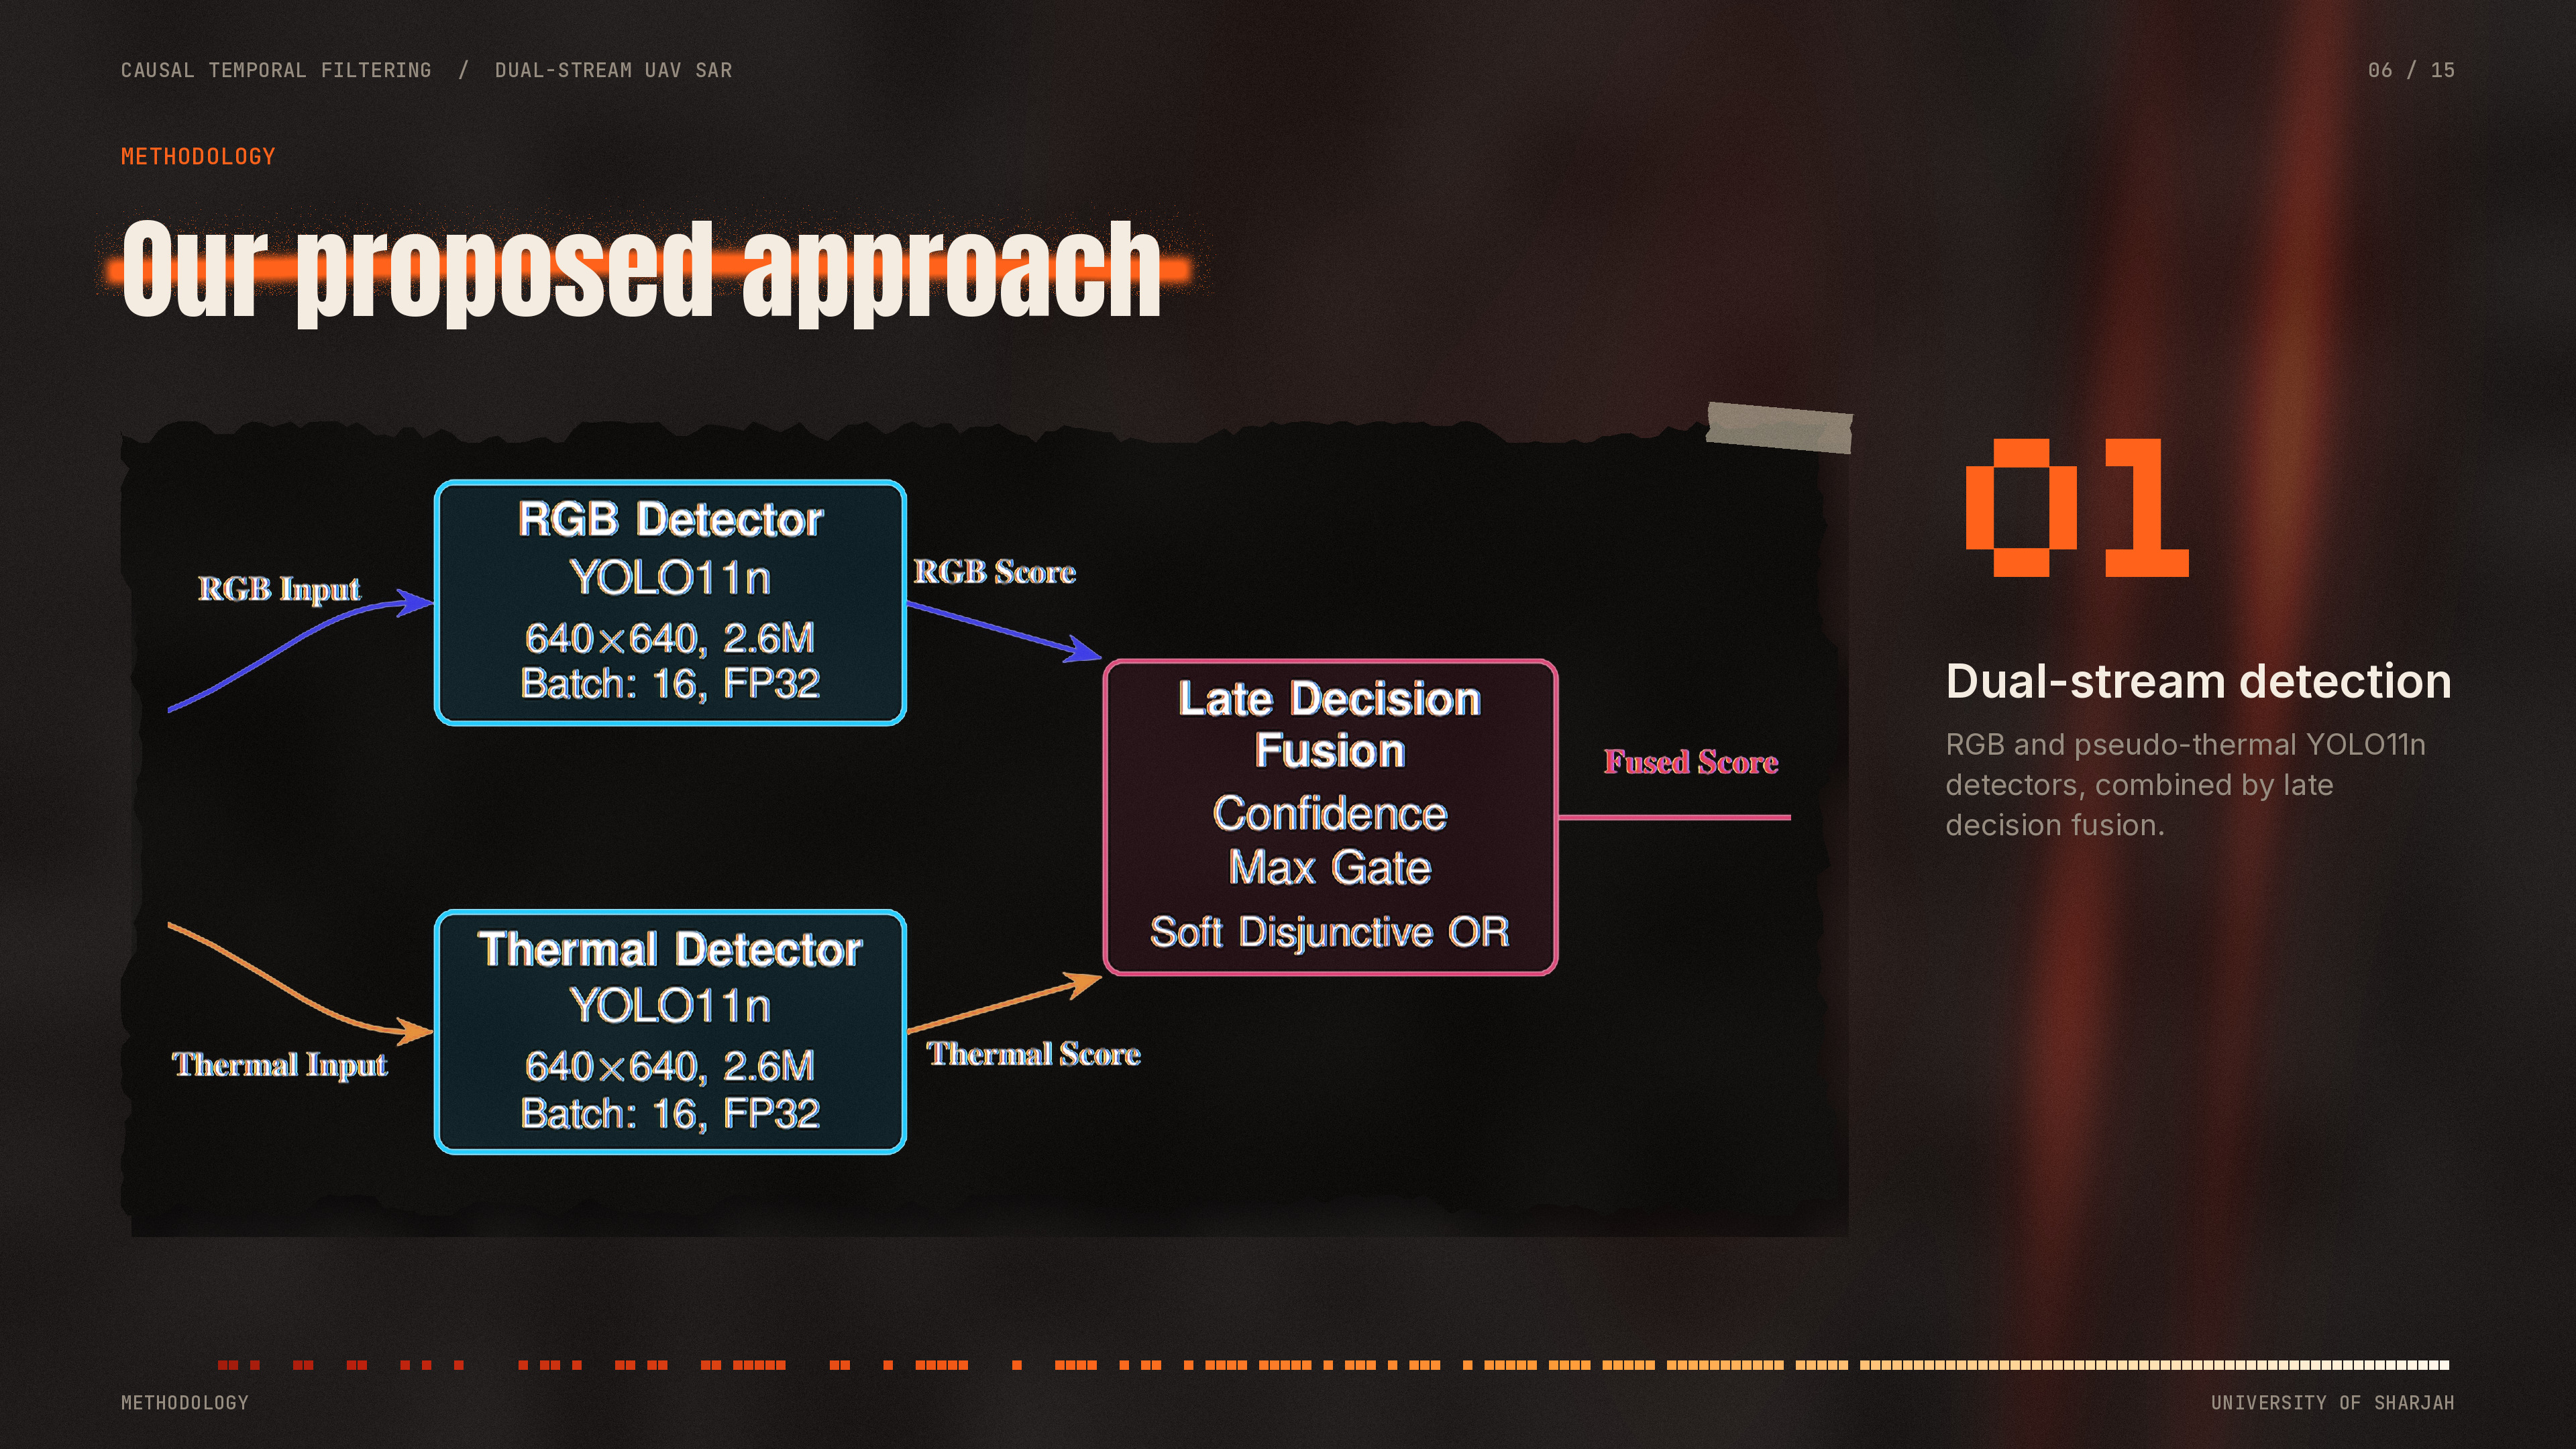 CAUSAL TEMPORAL FILTERING / DUAL-STREAM UAV SAR
06 / 15
METHODOLOGY
Our proposed approach
RGB Input
RGB Detector
YOLO11n
640×640, 2.6M
Batch: 16, FP32
RGB Score
Thermal Input
Thermal Detector
YOLO11n
640×640, 2.6M
Batch: 16, FP32
Thermal Score
Late Decision
Fusion
Confidence
Max Gate
Soft Disjunctive OR
Fused Score
01
Dual-stream detection
RGB and pseudo-thermal YOLO11n
detectors, combined by late
decision fusion.
METHODOLOGY
UNIVERSITY OF SHARJAH